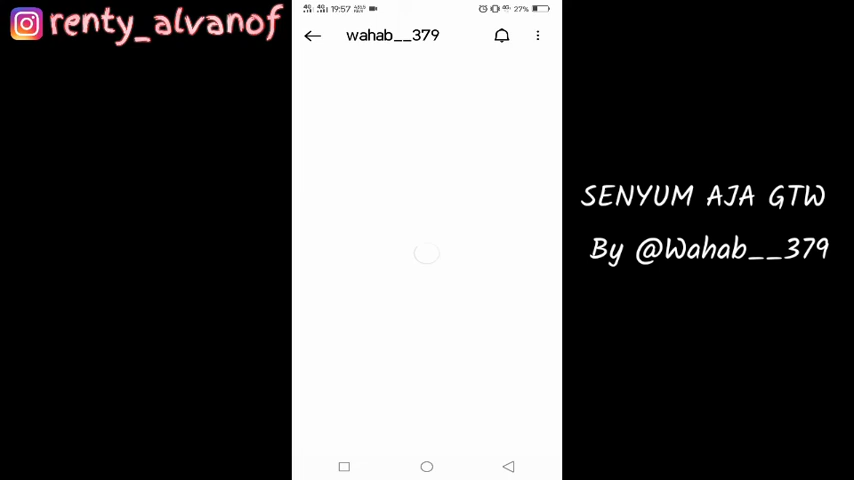 renty_alvanof
19:57
27%
wahab__379
SENYUM AJA GTW
By @Wahab__379